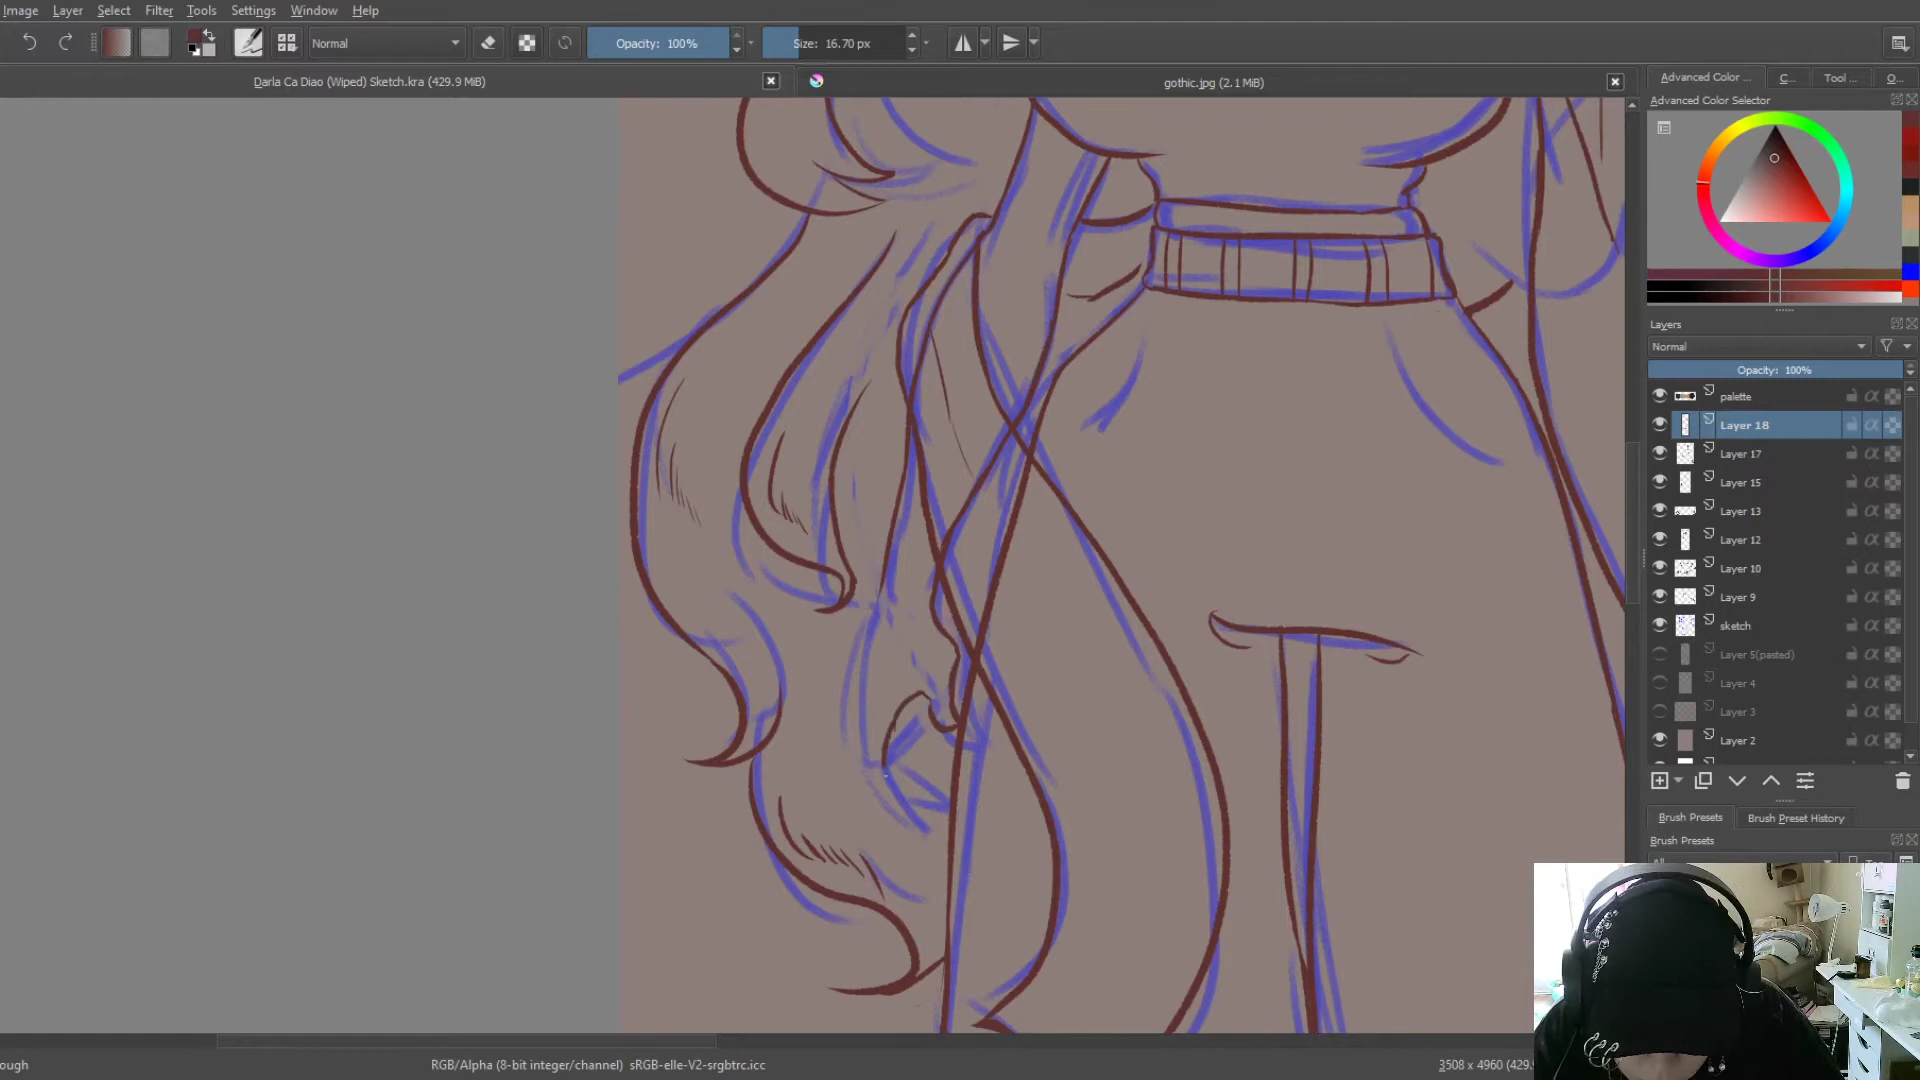 Image Layer Select Filter Tools Settings Window Help
Normal
Opacity: 100%
Size: 16.70 px
Darla Ca Diao (Wiped) Sketch.kra (429.9 MiB)
gothic.jpg (2.1 MiB)
Advanced Color ... C... Tool ... O...
Advanced Color Selector
Layers
Normal
Opacity: 100%
palette
Layer 18
Layer 17
Layer 15
Layer 13
Layer 12
Layer 10
Layer 9
sketch
Layer 5(pasted)
Layer 4
Layer 3
Layer 2
Brush Presets Brush Preset History
Brush Presets
ough
RGB/Alpha (8-bit integer/channel) sRGB-elle-V2-srgbtrc.icc
3508 x 4960 (429.